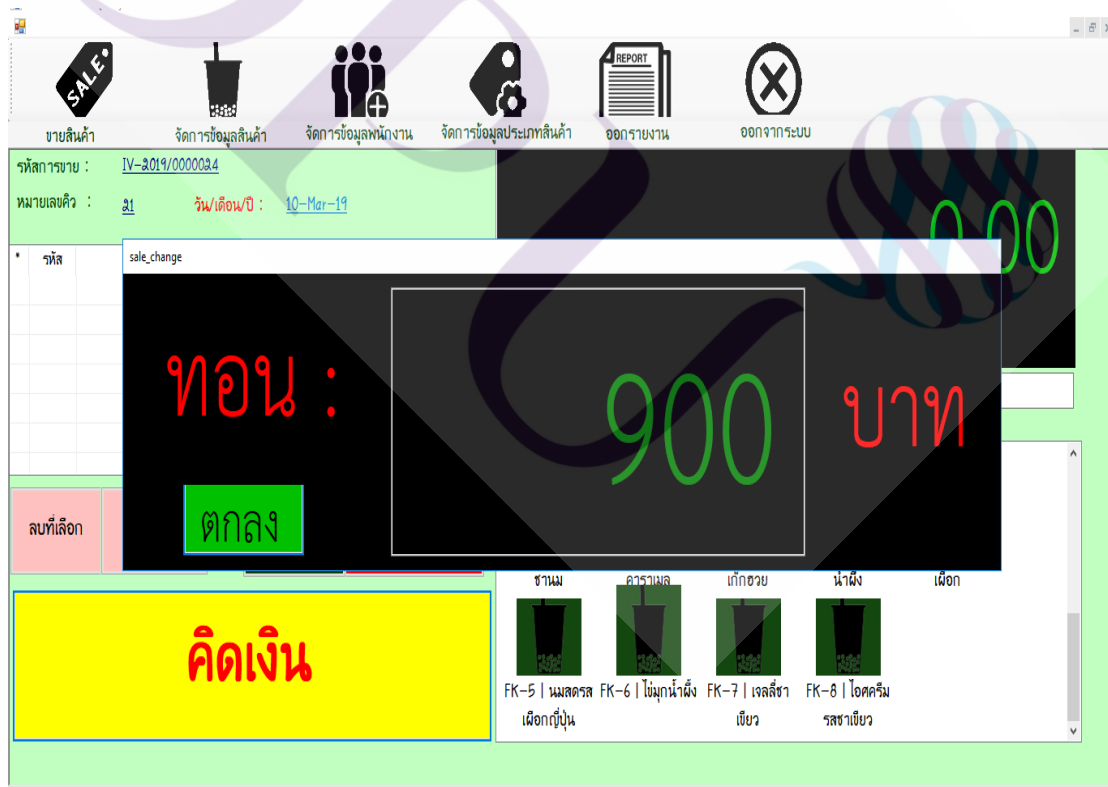 SALE
REPORT
ขายสินค้า
จัดการข้อมูลสินค้า
จัดการข้อมูลพนักงาน
จัดการข้อมูลประเภทสินค้า
ออกรายงาน
ออกจากระบบ
รหัสการขาย : IV-2019/0000024
หมายเลขคิว : 21 วัน/เดือน/ปี : 10-Mar-19
0.00
* รหัส
sale_change
ทอน : 900 บาท
ตกลง
ลบที่เลือก
คิดเงิน
ชานม
คาราเมล
เก๊กฮวย
น้ำผึ้ง
เผือก
FK-5 | นมสดรส
เผือกญี่ปุ่น
FK-6 | ไข่มุกน้ำผึ้ง
FK-7 | เจลลี่ชา
เขียว
FK-8 | ไอศครีม
รสชาเขียว